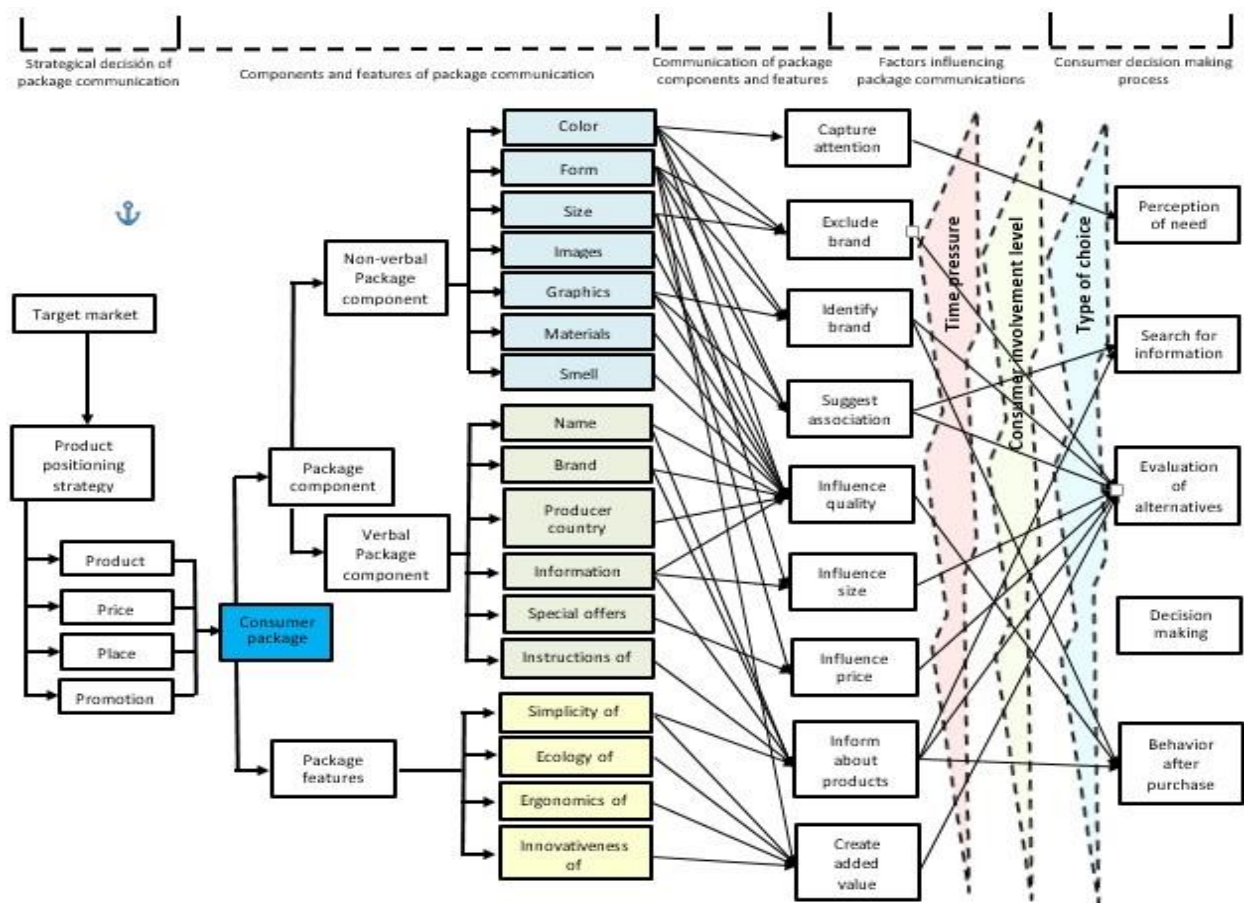 Strategical decisión of
package communication
Components and features of package communication
Communication of package
components and features
Factors influencing
package communications
Consumer decision making
process
Target market
Product
positioning
strategy
Product
Price
Place
Promotion
Consumer
package
Package
component
Non-verbal
Package
component
Verbal
Package
component
Package
features
Color
Form
Size
Images
Graphics
Materials
Smell
Name
Brand
Producer
country
Information
Special offers
Instructions of
Simplicity of
Ecology of
Ergonomics of
Innovativeness
of
Capture
attention
Exclude
brand
Identify
brand
Suggest
association
Influence
quality
Influence
size
Influence
price
Inform
about
products
Create
added
value
Time pressure
Consumer involvement level
Type of choice
Perception
of need
Search for
information
Evaluation
of
alternatives
Decision
making
Behavior
after
purchase